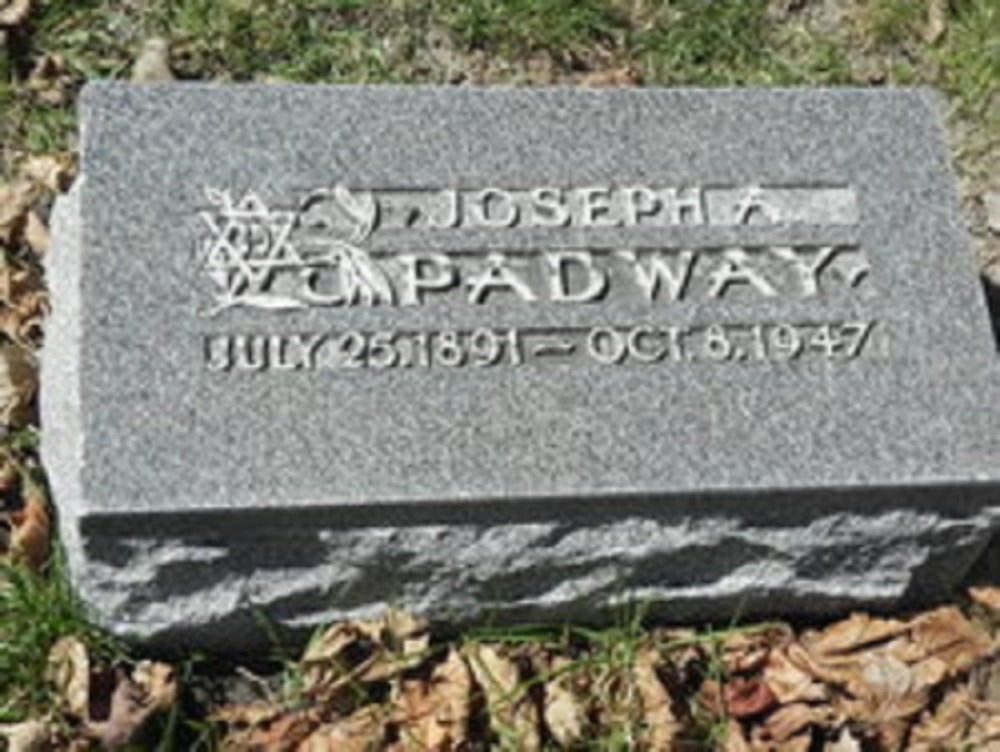 JOSEPH A.
PADWAY
JULY 25.1891 — OCT. 8.1947